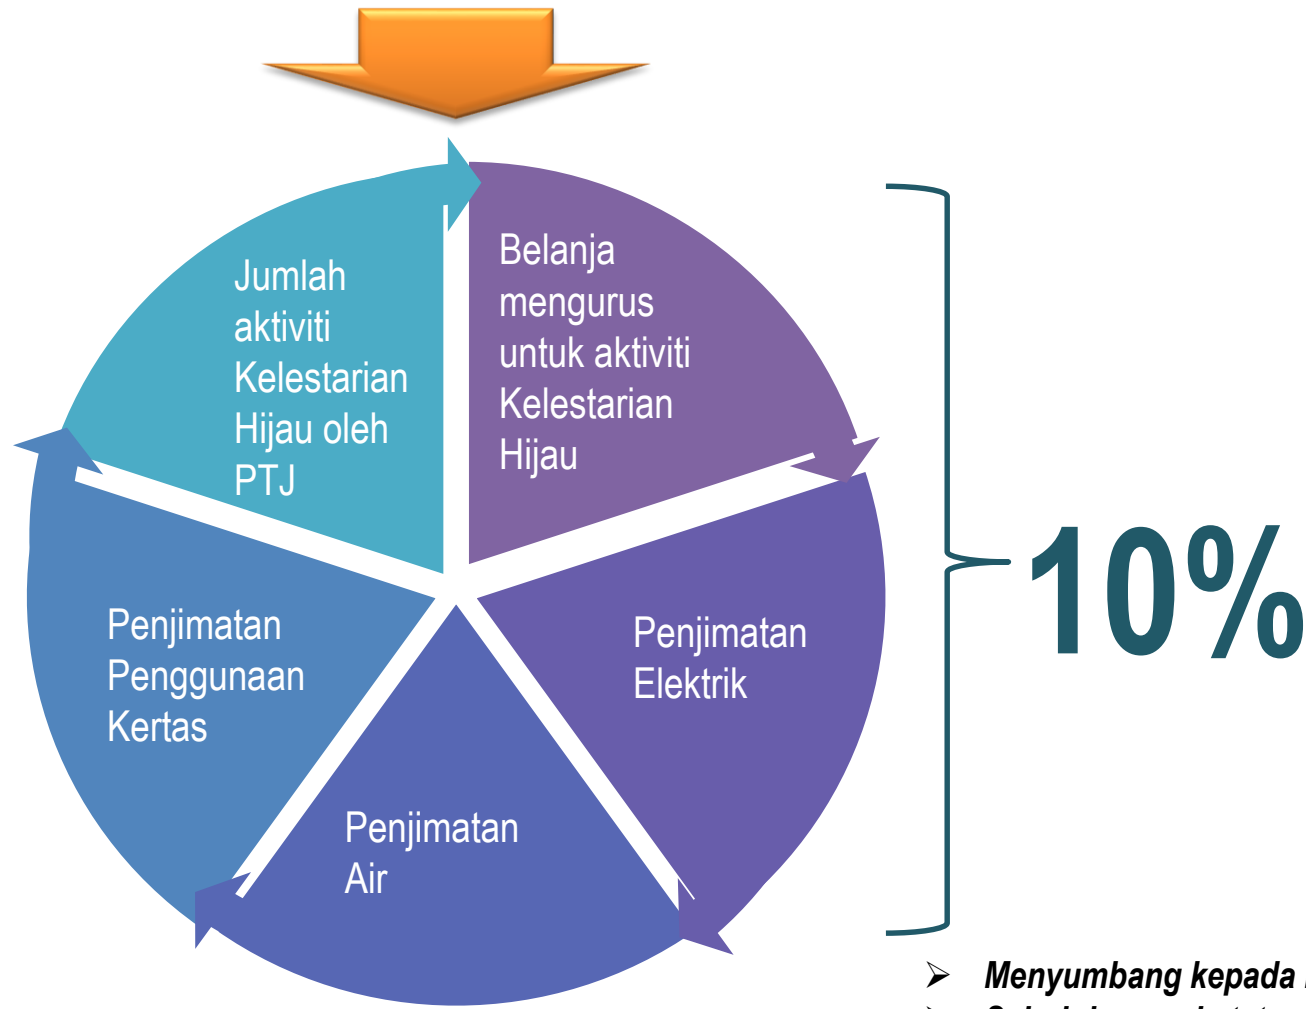 Jumlah
aktiviti
Kelestarian
Hijau oleh
PTJ
Belanja
mengurus
untuk aktiviti
Kelestarian
Hijau
Penjimatan
Elektrik
Penjimatan
Air
Penjimatan
Penggunaan
Kertas
10%
➢ Menyumbang kepada